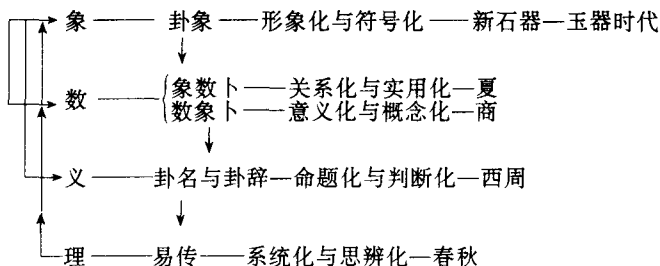 象——卦象——形象化与符号化——新石器—玉器时代
数——{象数卜——关系化与实用化—夏
数象卜——意义化与概念化—商
义——卦名与卦辞—命题化与判断化—西周
理——易传——系统化与思辨化—春秋